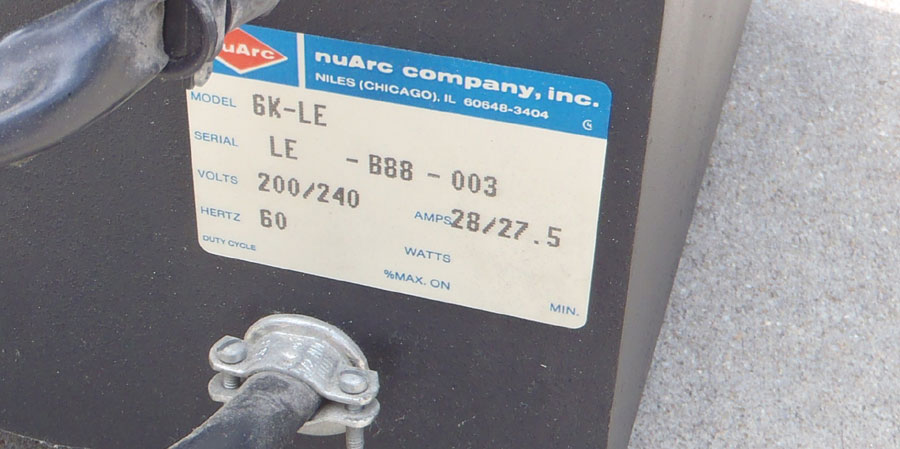 nuArc
nuArc company, inc.
NILES (CHICAGO), IL 60648-3404
MODEL 6K-LE
SERIAL LE - B88 - 003
VOLTS 200/240
AMPS 28/27.5
HERTZ 60
WATTS
DUTY CYCLE
%MAX. ON
MIN.